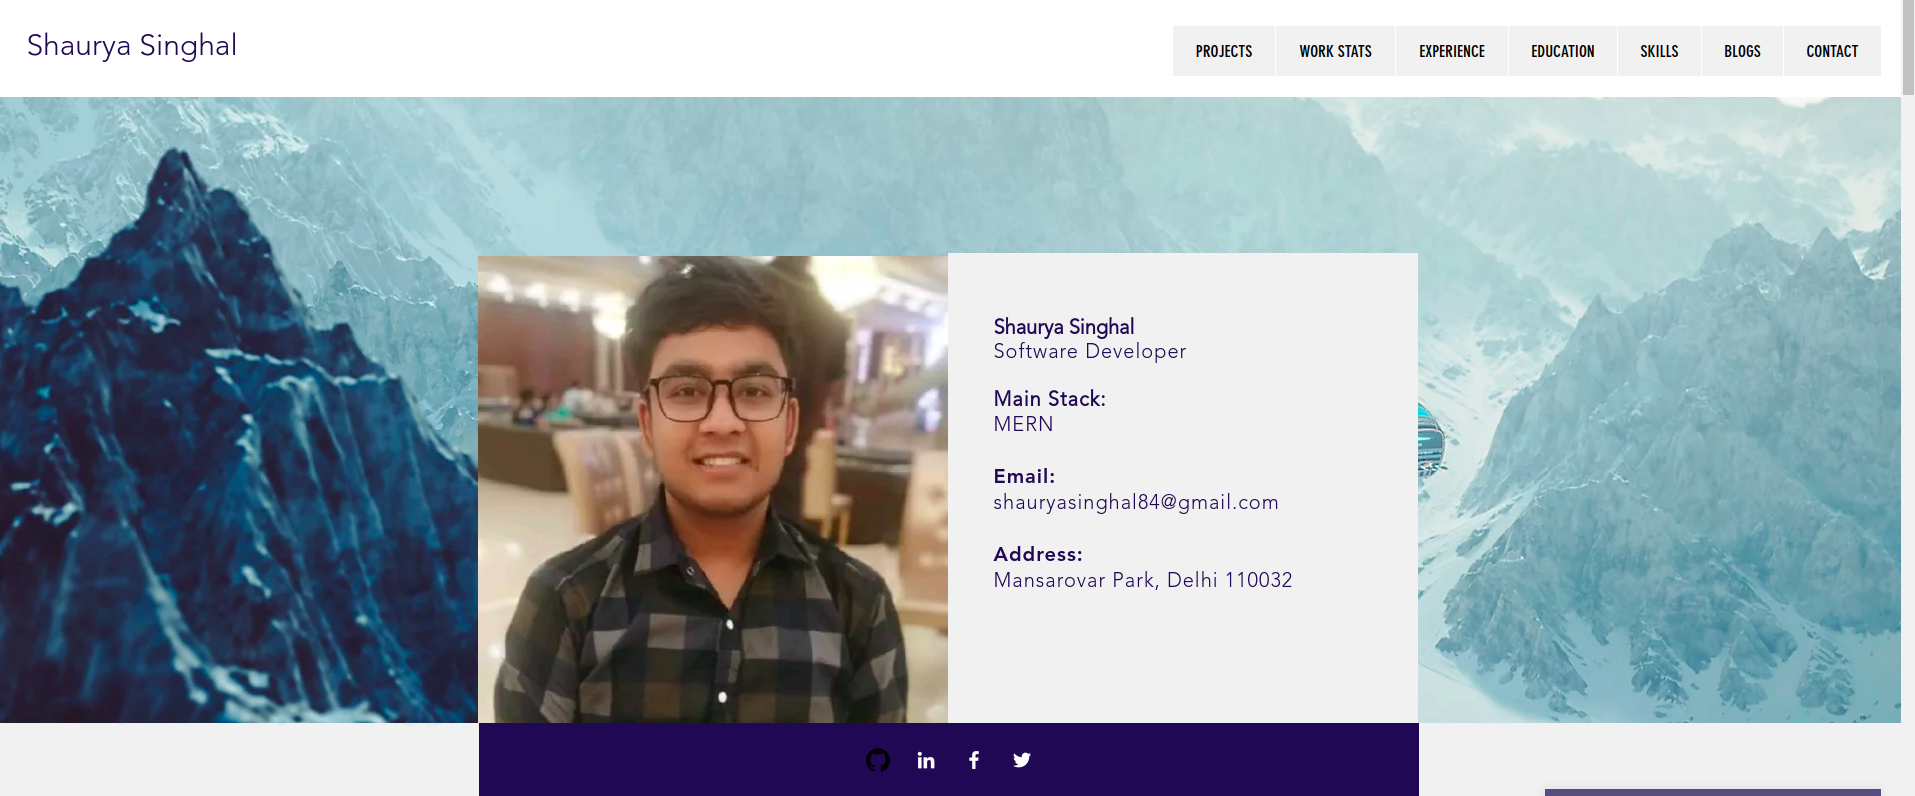 Shaurya Singhal
PROJECTS
WORK STATS
EXPERIENCE
EDUCATION
SKILLS
BLOGS
CONTACT
Shaurya Singhal
Software Developer
Main Stack:
MERN
Email:
shauryasinghal84@gmail.com
Address:
Mansarovar Park, Delhi 110032